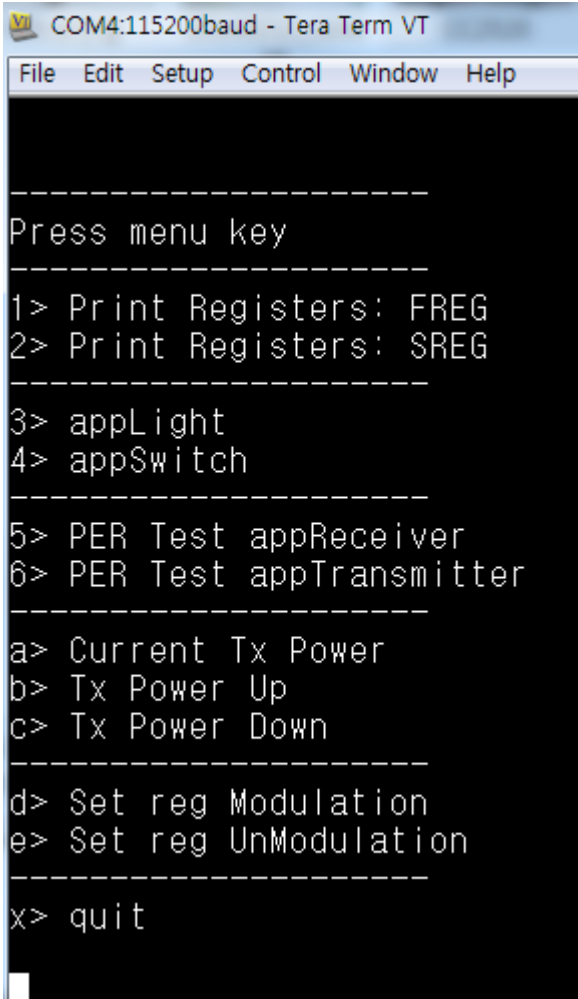 COM4:115200baud - Tera Term VT
File Edit Setup Control Window Help
---------------------
Press menu key
---------------------
1> Print Registers: FREG
2> Print Registers: SREG
---------------------
3> appLight
4> appSwitch
---------------------
5> PER Test appReceiver
6> PER Test appTransmitter
---------------------
a> Current Tx Power
b> Tx Power Up
c> Tx Power Down
---------------------
d> Set reg Modulation
e> Set reg UnModulation
---------------------
x> quit